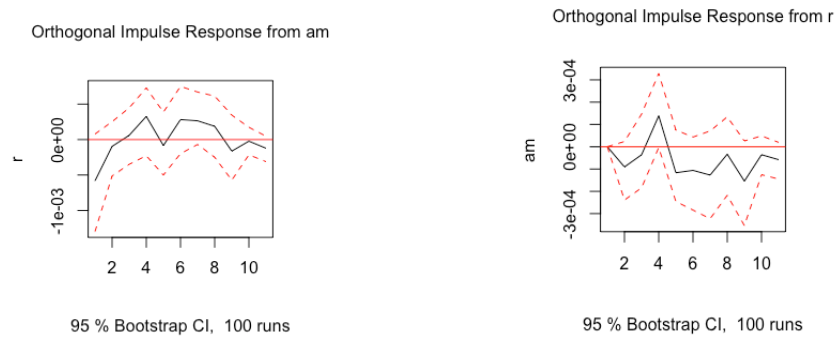 Orthogonal Impulse Response from am
r
0e+00
-1e-03
2 4 6 8 10
95 % Bootstrap CI, 100 runs
Orthogonal Impulse Response from r
am
3e-04
0e+00
-3e-04
2 4 6 8 10
95 % Bootstrap CI, 100 runs